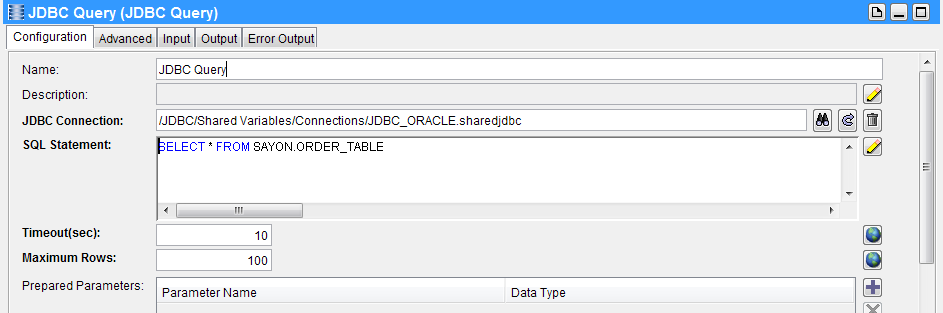 JDBC Query (JDBC Query)
Configuration Advanced Input Output Error Output
Name: JDBC Query
Description:
JDBC Connection: /JDBC/Shared Variables/Connections/JDBC_ORACLE.sharedjdbc
SQL Statement: SELECT * FROM SAYON.ORDER_TABLE
Timeout(sec): 10
Maximum Rows: 100
Prepared Parameters: Parameter Name Data Type